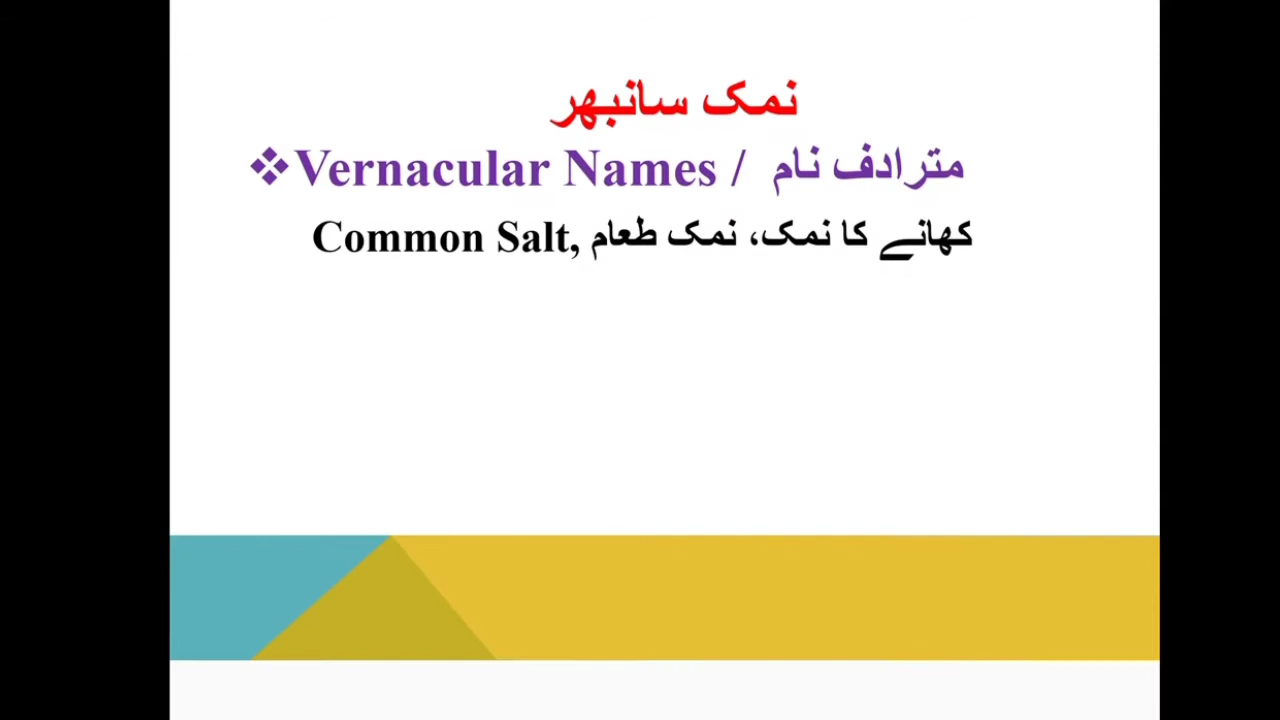 نمک سانبھر
❖Vernacular Names / مترادف نام
Common Salt, کھانے کا نمک، نمک طعام